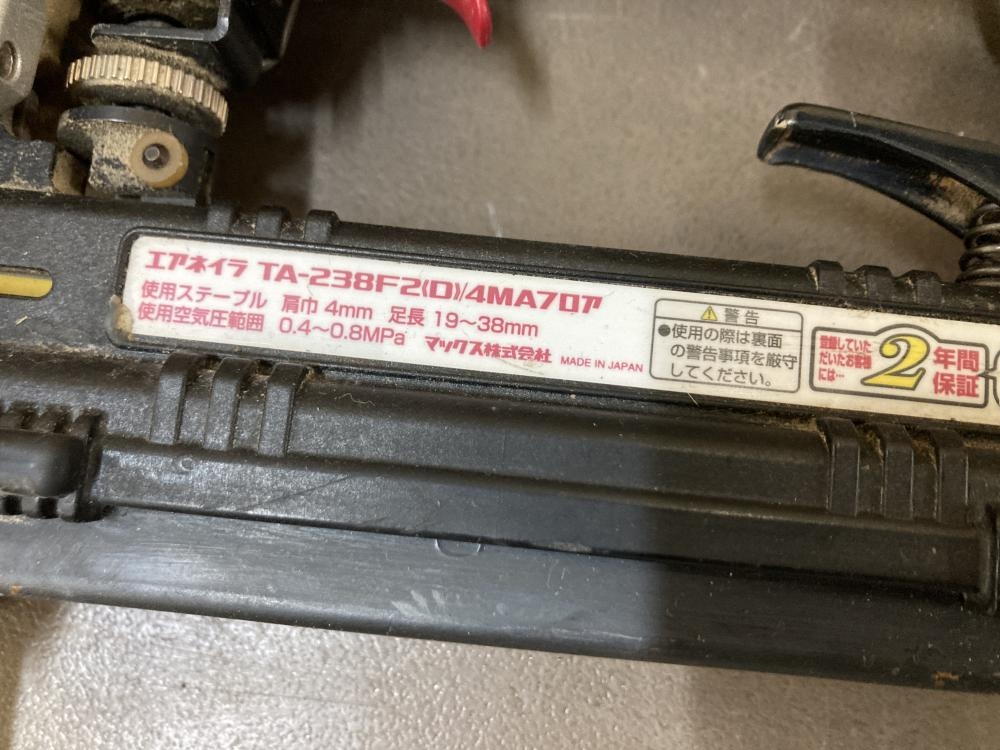 エアネイラ TA-238F2(D)/4MAフロア
使用ステープル 肩巾 4mm 足長 19～38mm
使用空気圧範囲 0.4～0.8MPa マックス株式会社 MADE IN JAPAN
警告
●使用の際は裏面
の警告事項を厳守
してください。
登録していた
だいたお客様
には…
2年間
保証